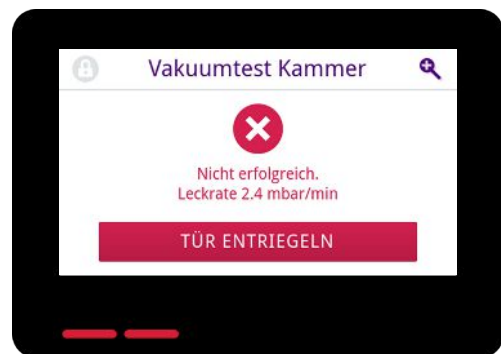 Vakuumtest Kammer
Nicht erfolgreich.
Leckrate 2.4 mbar/min
TÜR ENTRIEGELN